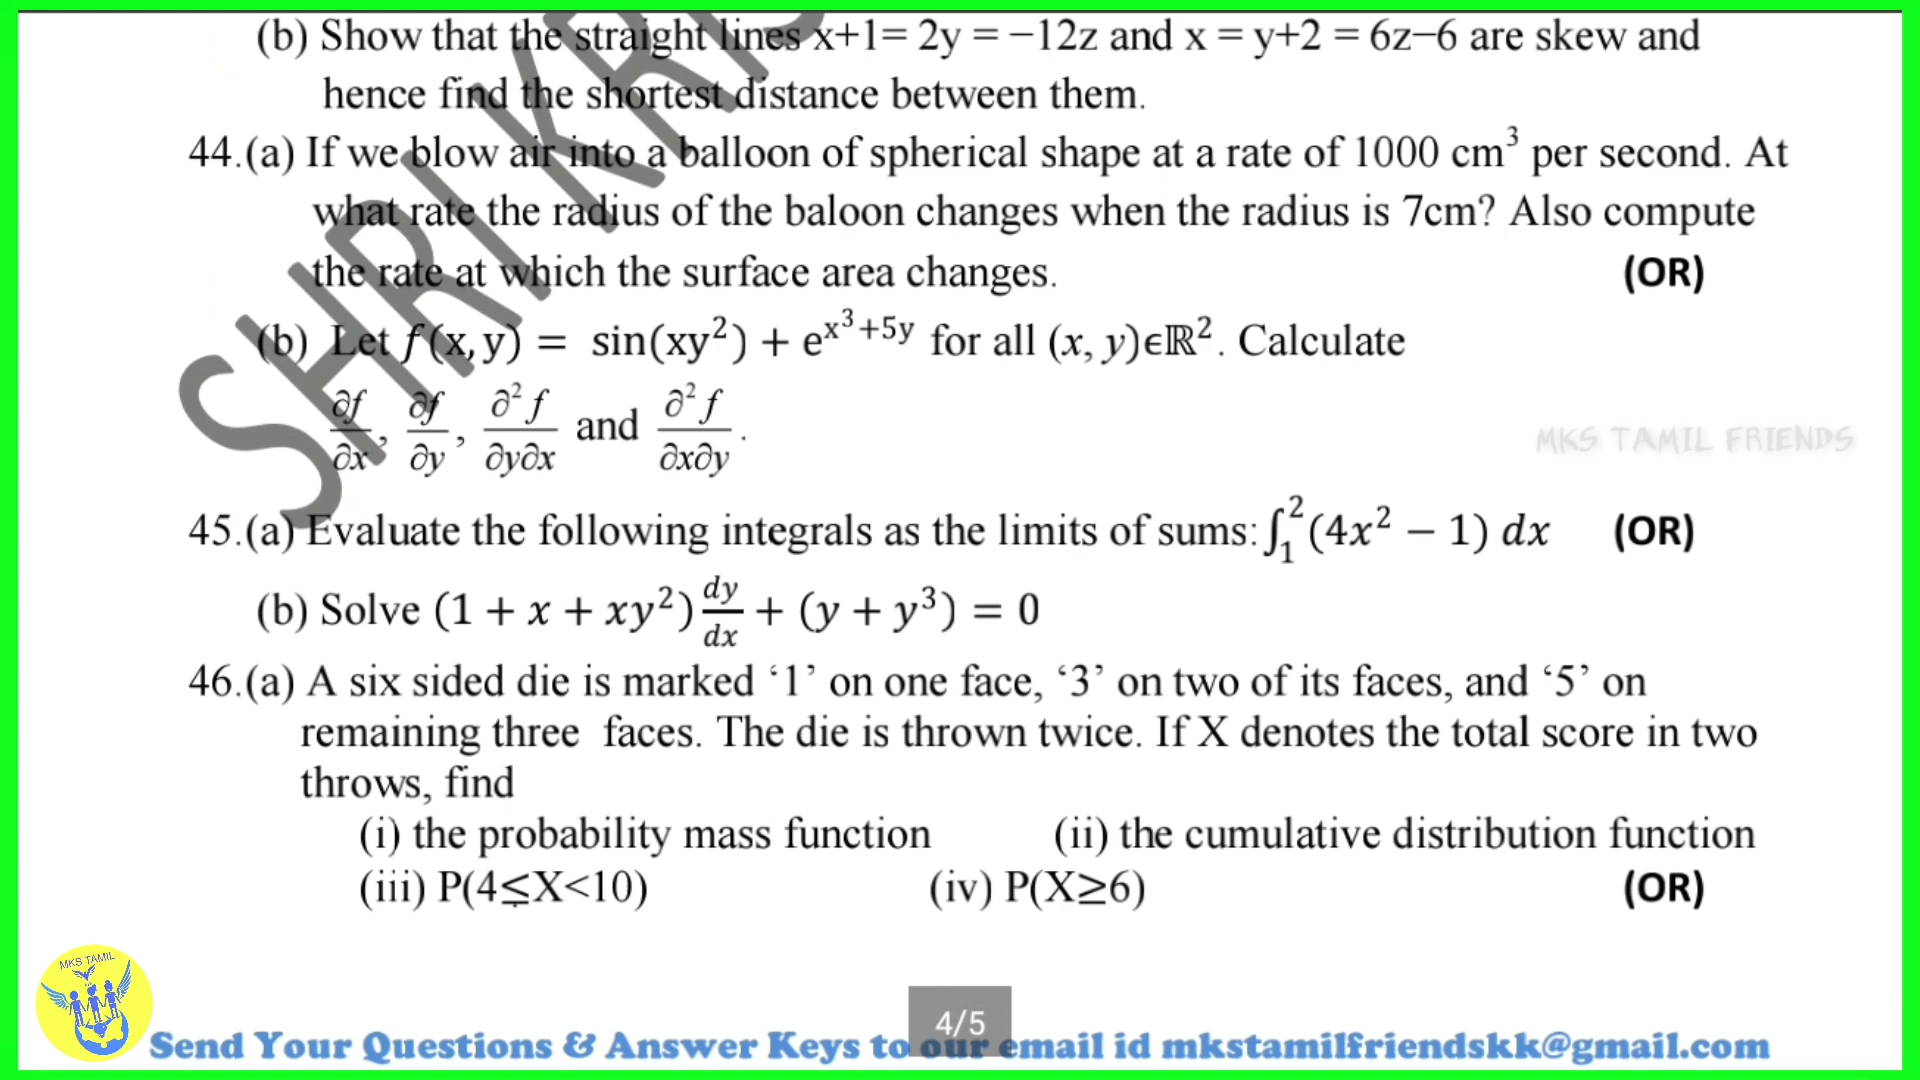 (b) Show that the straight lines x+1= 2y = −12z and x = y+2 = 6z−6 are skew and
hence find the shortest distance between them.
44.(a) If we blow air into a balloon of spherical shape at a rate of 1000 cm³ per second. At
what rate the radius of the baloon changes when the radius is 7cm? Also compute
the rate at which the surface area changes. (OR)
(b) Let f(x, y) = sin(xy²) + e^{x³+5y} for all (x, y)ϵℝ². Calculate
∂f/∂x, ∂f/∂y, ∂²f/∂y∂x and ∂²f/∂x∂y.
MKS TAMIL FRIENDS
45.(a) Evaluate the following integrals as the limits of sums: ∫₁²(4x² − 1) dx (OR)
(b) Solve (1 + x + xy²) dy/dx + (y + y³) = 0
46.(a) A six sided die is marked ‘1’ on one face, ‘3’ on two of its faces, and ‘5’ on
remaining three faces. The die is thrown twice. If X denotes the total score in two
throws, find
(i) the probability mass function (ii) the cumulative distribution function
(iii) P(4≤X<10) (iv) P(X≥6) (OR)
SHRI KRIS
MKS TAMIL
4/5
Send Your Questions & Answer Keys to our email id mkstamilfriendskk@gmail.com